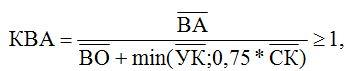 КВА = ВА / (ВО + min(УК;0,75 * СК)) ≥ 1,